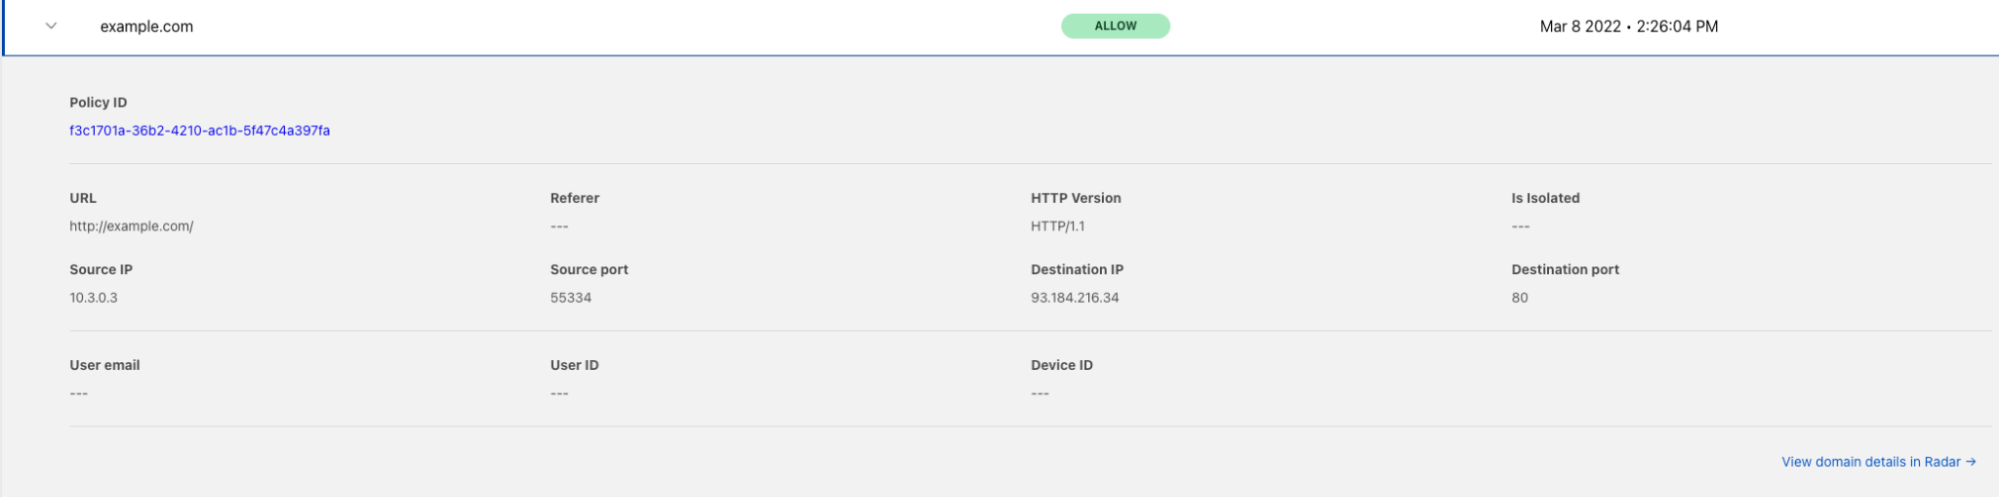 example.com ALLOW Mar 8 2022 • 2:26:04 PM
Policy ID
f3c1701a-36b2-4210-ac1b-5f47c4a397fa
URL Referer HTTP Version Is Isolated
http://example.com/ --- HTTP/1.1 ---
Source IP Source port Destination IP Destination port
10.3.0.3 55334 93.184.216.34 80
User email User ID Device ID
--- --- ---
View domain details in Radar →